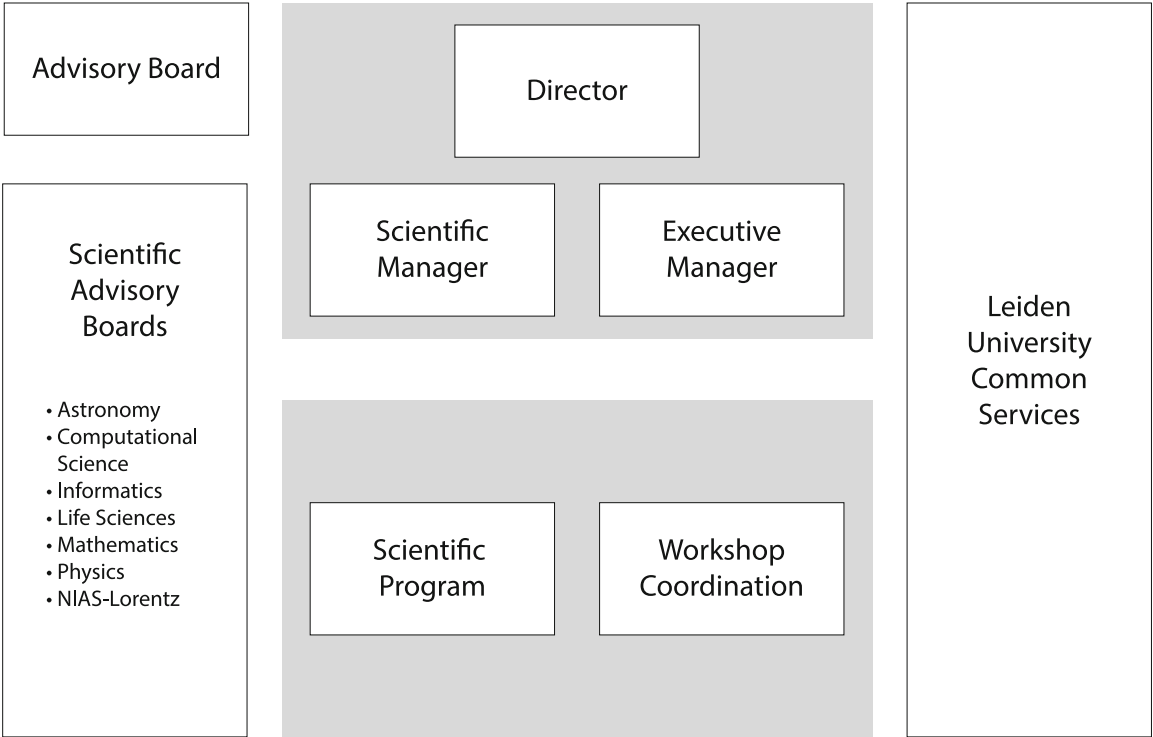 Advisory Board
Scientific
Advisory
Boards
• Astronomy
• Computational
Science
• Informatics
• Life Sciences
• Mathematics
• Physics
• NIAS-Lorentz
Director
Scientific
Manager
Executive
Manager
Scientific
Program
Workshop
Coordination
Leiden
University
Common
Services